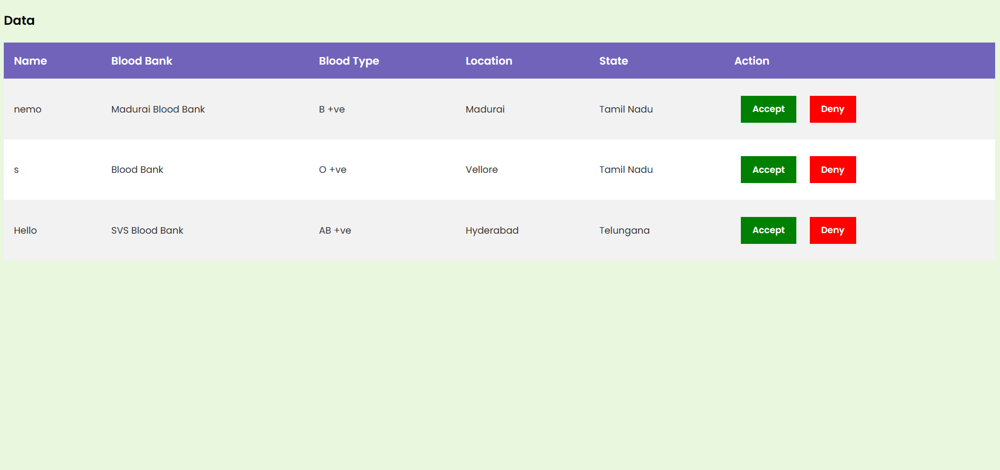 Data
Name Blood Bank Blood Type Location State Action
nemo Madurai Blood Bank B +ve Madurai Tamil Nadu Accept Deny
s Blood Bank O +ve Vellore Tamil Nadu Accept Deny
Hello SVS Blood Bank AB +ve Hyderabad Telungana Accept Deny